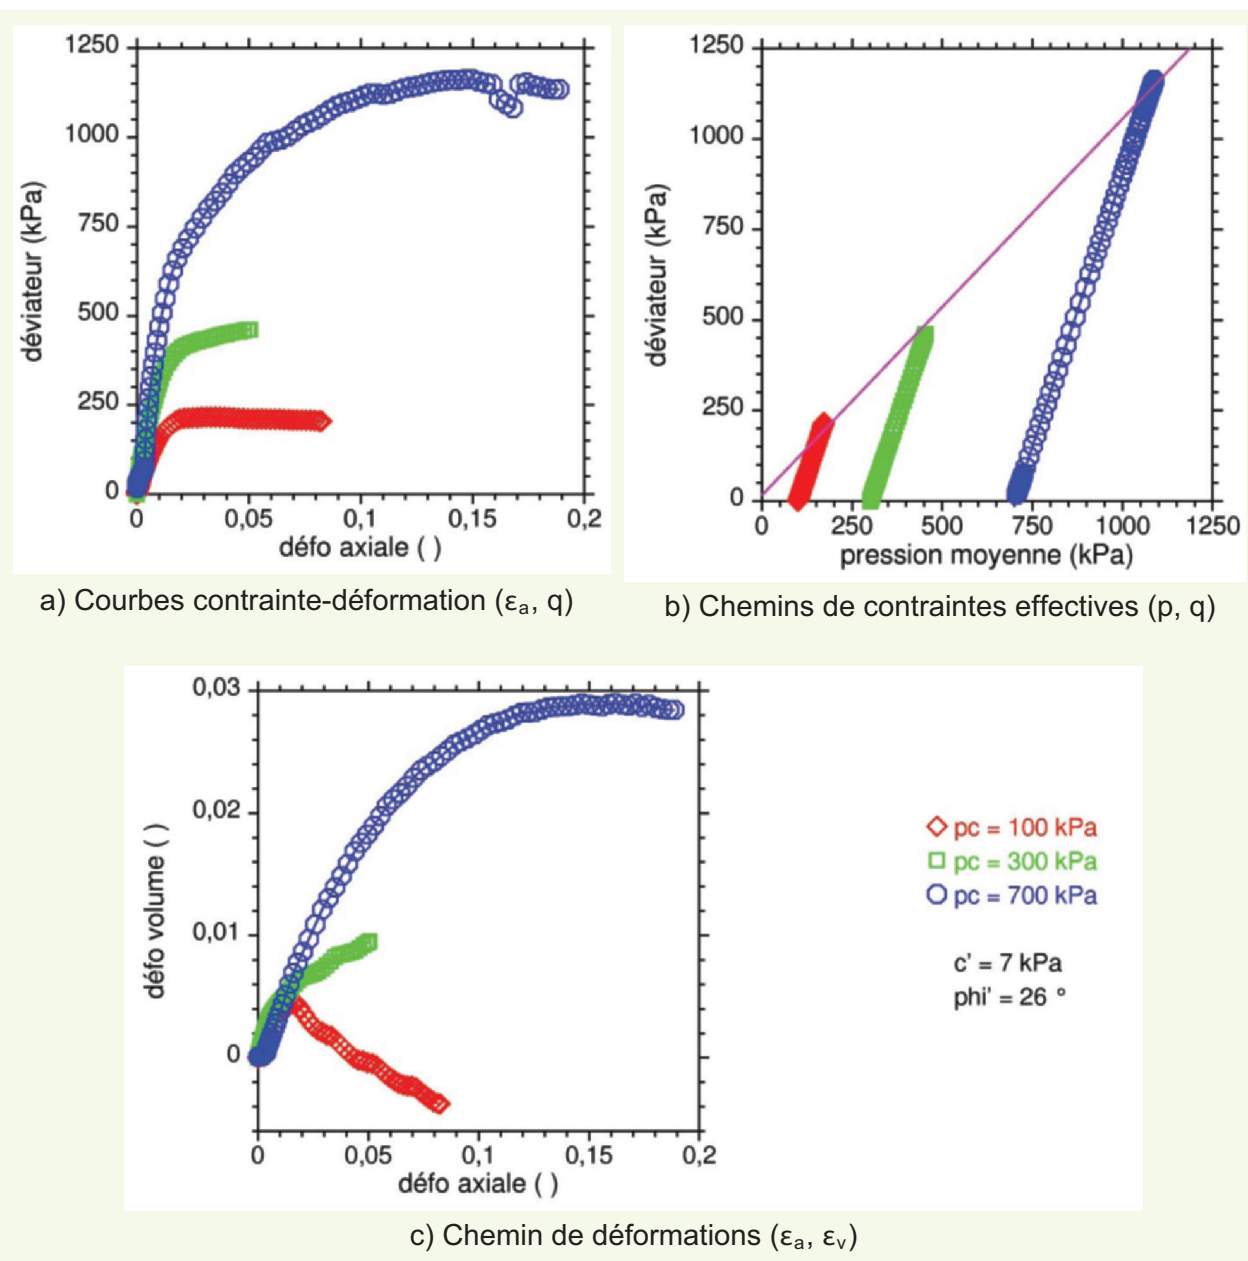 1250
1000
750
500
250
0
déviateur (kPa)
0 0,05 0,1 0,15 0,2
défo axiale ( )
a) Courbes contrainte-déformation (εₐ, q)
1250
1000
750
500
250
0
déviateur (kPa)
0 250 500 750 1000 1250
pression moyenne (kPa)
b) Chemins de contraintes effectives (p, q)
0,03
0,02
0,01
0
défo volume ( )
0 0,05 0,1 0,15 0,2
défo axiale ( )
pc = 100 kPa
pc = 300 kPa
pc = 700 kPa
c' = 7 kPa
phi' = 26 °
c) Chemin de déformations (εₐ, εᵥ)